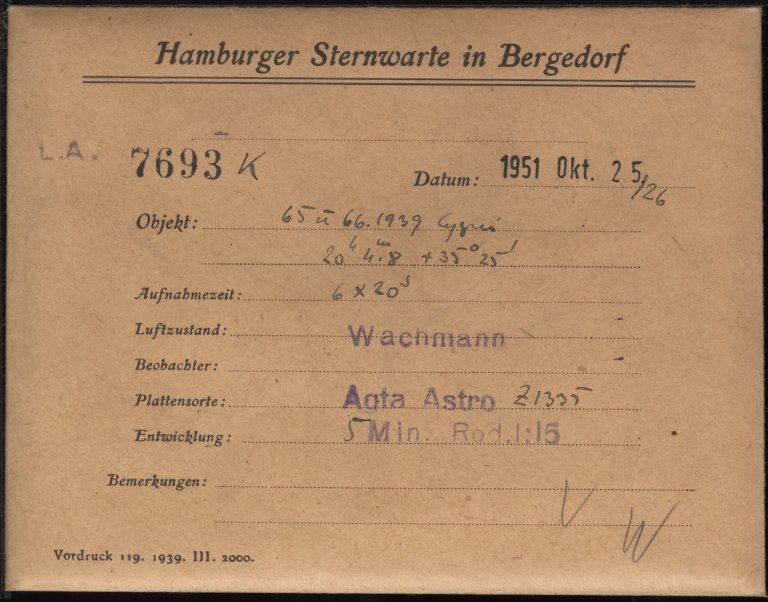 Hamburger Sternwarte in Bergedorf
L.A. 7693 K
Datum: 1951 Okt. 25/26
Objekt: 65 u 66.1939 Cygni
20h 4m.8 +35° 25'
Aufnahmezeit: 6 x 20s
Luftzustand:
Wachmann
Beobachter:
Plattensorte: Agfa Astro Z1335
Entwicklung: 5 Min. Rod.1:15
Bemerkungen:
V W
Vordruck 119. 1939. III. 2000.